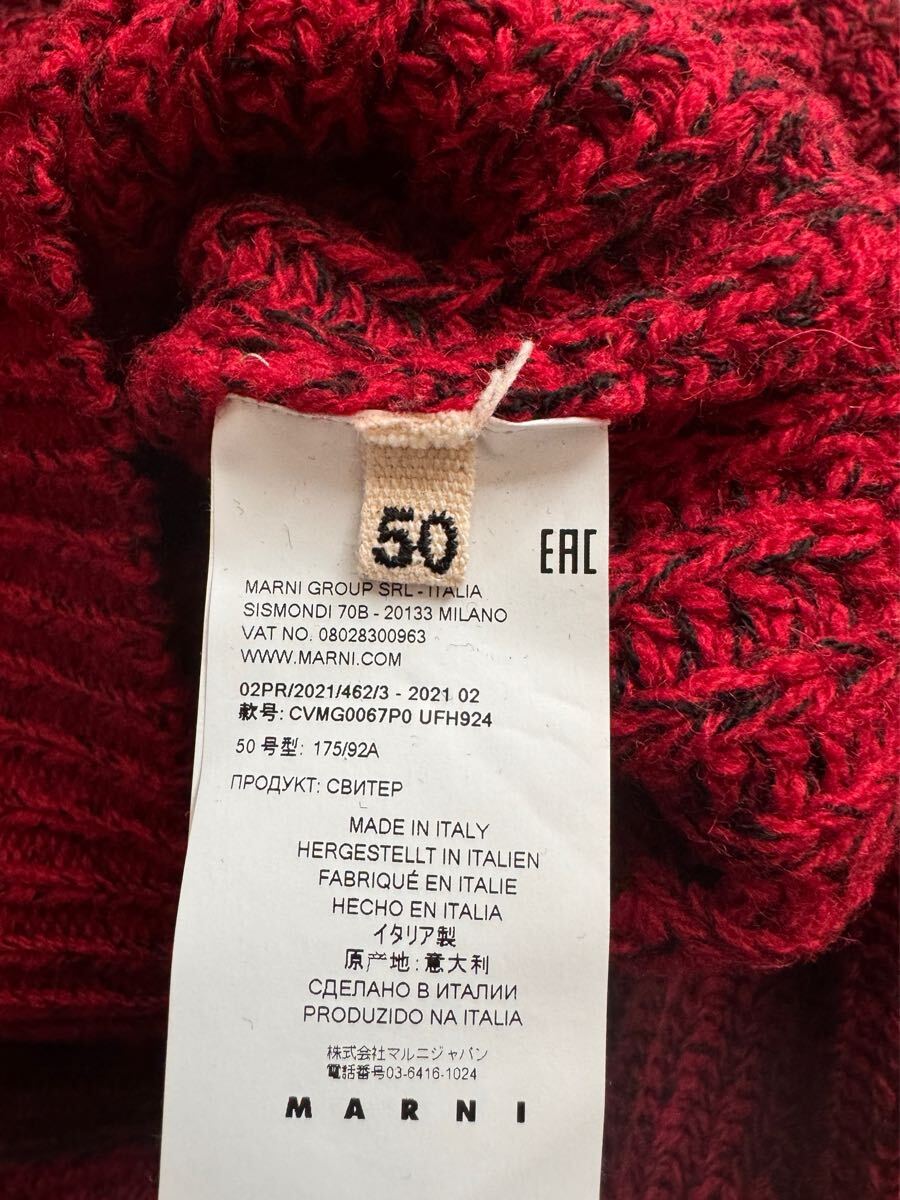 50
EAC
MARNI GROUP SRL - ITALIA
SISMONDI 70B - 20133 MILANO
VAT NO. 08028300963
WWW.MARNI.COM
02PR/2021/462/3 - 2021 02
款号: CVMG0067P0 UFH924
50 号型: 175/92A
ПРОДУКТ: СВИТЕР
MADE IN ITALY
HERGESTELLT IN ITALIEN
FABRIQUÉ EN ITALIE
HECHO EN ITALIA
イタリア製
原产地: 意大利
СДЕЛАНО В ИТАЛИИ
PRODUZIDO NA ITALIA
株式会社マルニジャパン
電話番号03-6416-1024
MARNI